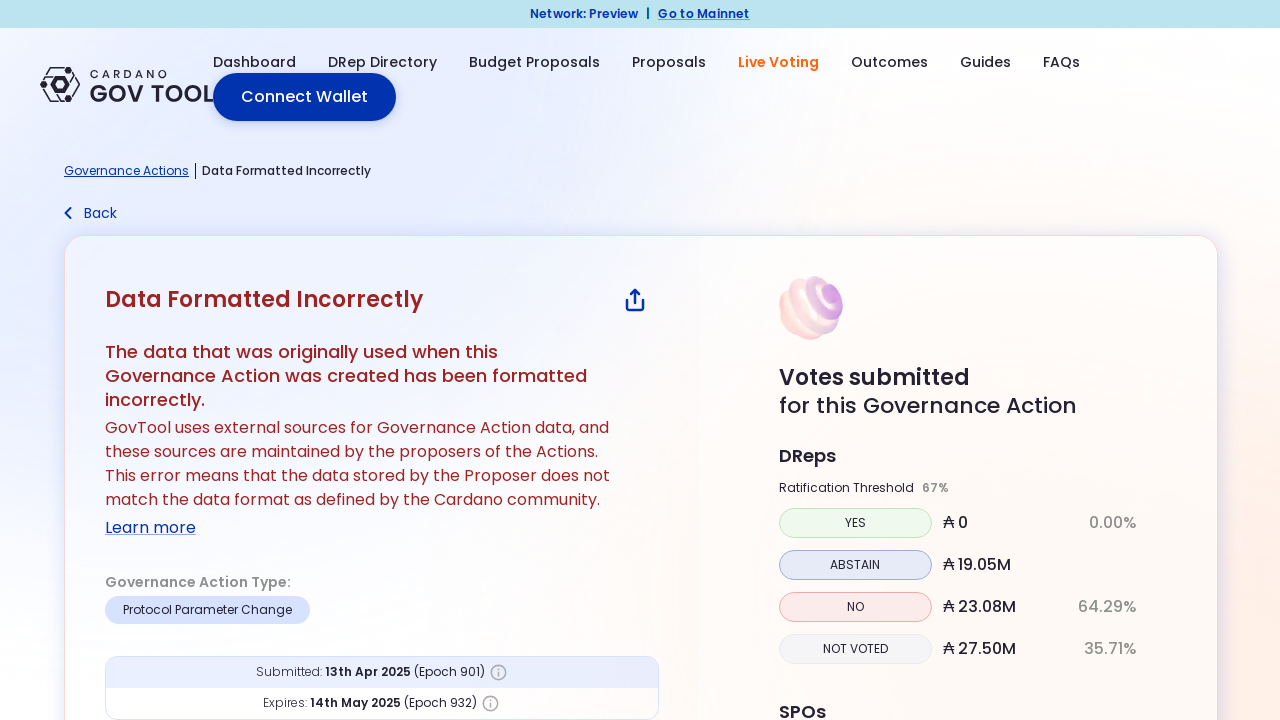 Network: Preview | Go to Mainnet
CARDANO
GOV TOOL
Dashboard DRep Directory Budget Proposals Proposals Live Voting Outcomes Guides FAQs
Connect Wallet
Governance Actions | Data Formatted Incorrectly
Back
Data Formatted Incorrectly
The data that was originally used when this
Governance Action was created has been formatted
incorrectly.
GovTool uses external sources for Governance Action data, and
these sources are maintained by the proposers of the Actions.
This error means that the data stored by the Proposer does not
match the data format as defined by the Cardano community.
Learn more
Governance Action Type:
Protocol Parameter Change
Submitted: 13th Apr 2025 (Epoch 901)
Expires: 14th May 2025 (Epoch 932)
Votes submitted
for this Governance Action
DReps
Ratification Threshold 67%
YES ₳ 0 0.00%
ABSTAIN ₳ 19.05M
NO ₳ 23.08M 64.29%
NOT VOTED ₳ 27.50M 35.71%
SPOs